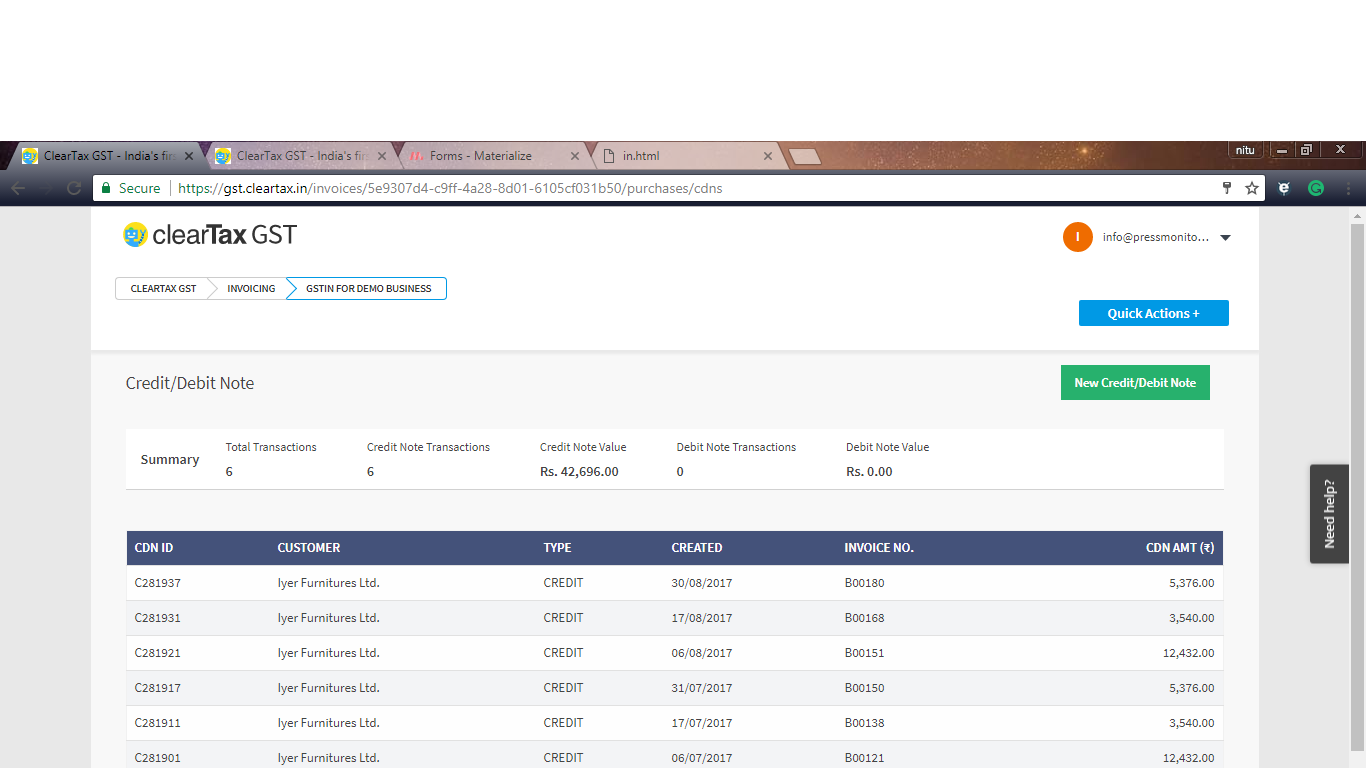 ClearTax GST - India's fir
ClearTax GST - India's fir
Forms - Materialize
in.html
nitu
Secure
https://gst.cleartax.in/invoices/5e9307d4-c9ff-4a28-8d01-6105cf031b50/purchases/cdns
clearTax GST
I
info@pressmonito...
CLEARTAX GST
INVOICING
GSTIN FOR DEMO BUSINESS
Quick Actions +
Credit/Debit Note
New Credit/Debit Note
Summary
Total Transactions Credit Note Transactions Credit Note Value Debit Note Transactions Debit Note Value
6 6 Rs. 42,696.00 0 Rs. 0.00
Need help?
CDN ID CUSTOMER TYPE CREATED INVOICE NO. CDN AMT (₹)
C281937 Iyer Furnitures Ltd. CREDIT 30/08/2017 B00180 5,376.00
C281931 Iyer Furnitures Ltd. CREDIT 17/08/2017 B00168 3,540.00
C281921 Iyer Furnitures Ltd. CREDIT 06/08/2017 B00151 12,432.00
C281917 Iyer Furnitures Ltd. CREDIT 31/07/2017 B00150 5,376.00
C281911 Iyer Furnitures Ltd. CREDIT 17/07/2017 B00138 3,540.00
C281901 Iyer Furnitures Ltd. CREDIT 06/07/2017 B00121 12,432.00